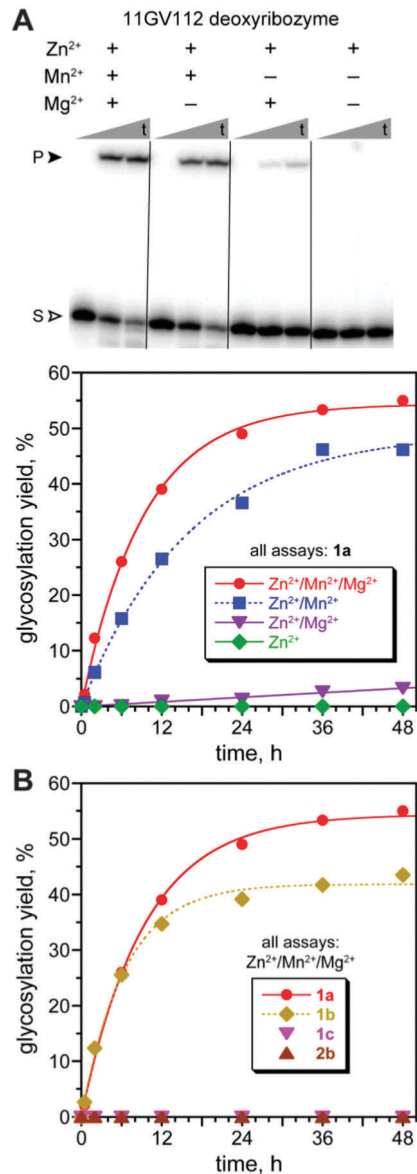 A
11GV112 deoxyribozyme
Zn²⁺ + + + +
Mn²⁺ + + – –
Mg²⁺ + – + –
t t t t
P
S
glycosylation yield, %
60
50
40
30
20
10
0
all assays: 1a
Zn²⁺/Mn²⁺/Mg²⁺
Zn²⁺/Mn²⁺
Zn²⁺/Mg²⁺
Zn²⁺
0 12 24 36 48
time, h
B
glycosylation yield, %
60
50
40
30
20
10
0
all assays:
Zn²⁺/Mn²⁺/Mg²⁺
1a
1b
1c
2b
0 12 24 36 48
time, h